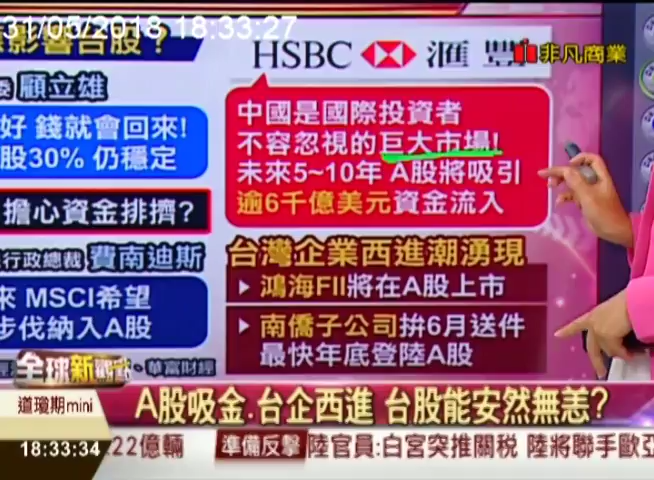 31/05/2018 18:33:27
影響台股？
顧立雄
好 錢就會回來!
股30% 仍穩定
擔心資金排擠?
行政總裁 費南迪斯
來 MSCI希望
步伐納入A股
華富財經
HSBC 滙豐
非凡商業
中國是國際投資者
不容忽視的巨大市場!
未來5~10年 A股將吸引
逾6千億美元資金流入
台灣企業西進潮湧現
鴻海FII將在A股上市
南僑子公司拚6月送件
最快年底登陸A股
全球新觀點
A股吸金.台企西進 台股能安然無恙?
道瓊期mini
18:33:34
22億輛
準備反擊 陸官員:白宮突推關稅 陸將聯手歐亞